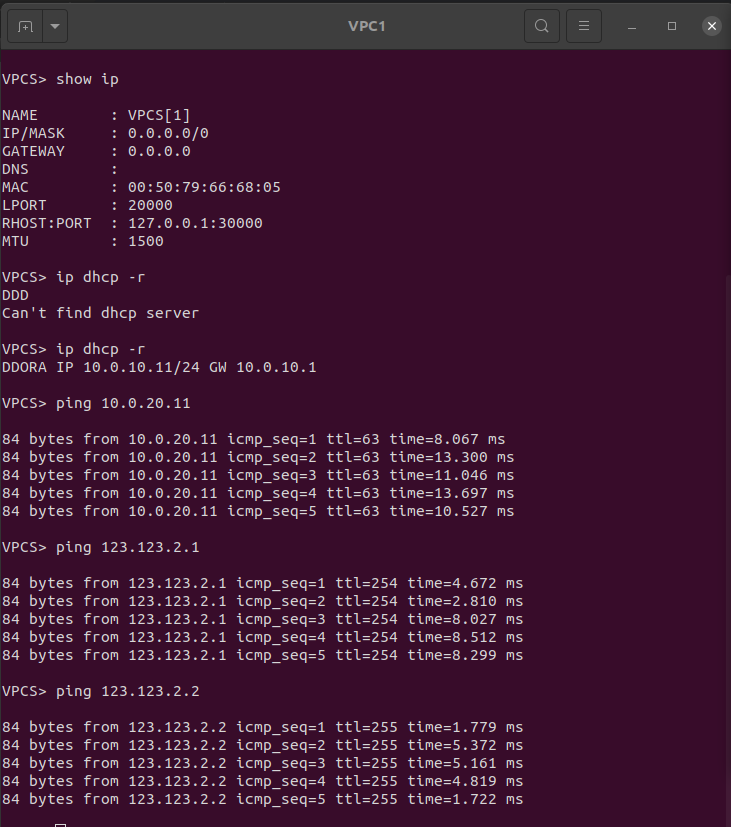 VPC1
VPCS> show ip
NAME        : VPCS[1]
IP/MASK     : 0.0.0.0/0
GATEWAY     : 0.0.0.0
DNS         :
MAC         : 00:50:79:66:68:05
LPORT       : 20000
RHOST:PORT  : 127.0.0.1:30000
MTU         : 1500
VPCS> ip dhcp -r
DDD
Can't find dhcp server
VPCS> ip dhcp -r
DDORA IP 10.0.10.11/24 GW 10.0.10.1
VPCS> ping 10.0.20.11
84 bytes from 10.0.20.11 icmp_seq=1 ttl=63 time=8.067 ms
84 bytes from 10.0.20.11 icmp_seq=2 ttl=63 time=13.300 ms
84 bytes from 10.0.20.11 icmp_seq=3 ttl=63 time=11.046 ms
84 bytes from 10.0.20.11 icmp_seq=4 ttl=63 time=13.697 ms
84 bytes from 10.0.20.11 icmp_seq=5 ttl=63 time=10.527 ms
VPCS> ping 123.123.2.1
84 bytes from 123.123.2.1 icmp_seq=1 ttl=254 time=4.672 ms
84 bytes from 123.123.2.1 icmp_seq=2 ttl=254 time=2.810 ms
84 bytes from 123.123.2.1 icmp_seq=3 ttl=254 time=8.027 ms
84 bytes from 123.123.2.1 icmp_seq=4 ttl=254 time=8.512 ms
84 bytes from 123.123.2.1 icmp_seq=5 ttl=254 time=8.299 ms
VPCS> ping 123.123.2.2
84 bytes from 123.123.2.2 icmp_seq=1 ttl=255 time=1.779 ms
84 bytes from 123.123.2.2 icmp_seq=2 ttl=255 time=5.372 ms
84 bytes from 123.123.2.2 icmp_seq=3 ttl=255 time=5.161 ms
84 bytes from 123.123.2.2 icmp_seq=4 ttl=255 time=4.819 ms
84 bytes from 123.123.2.2 icmp_seq=5 ttl=255 time=1.722 ms